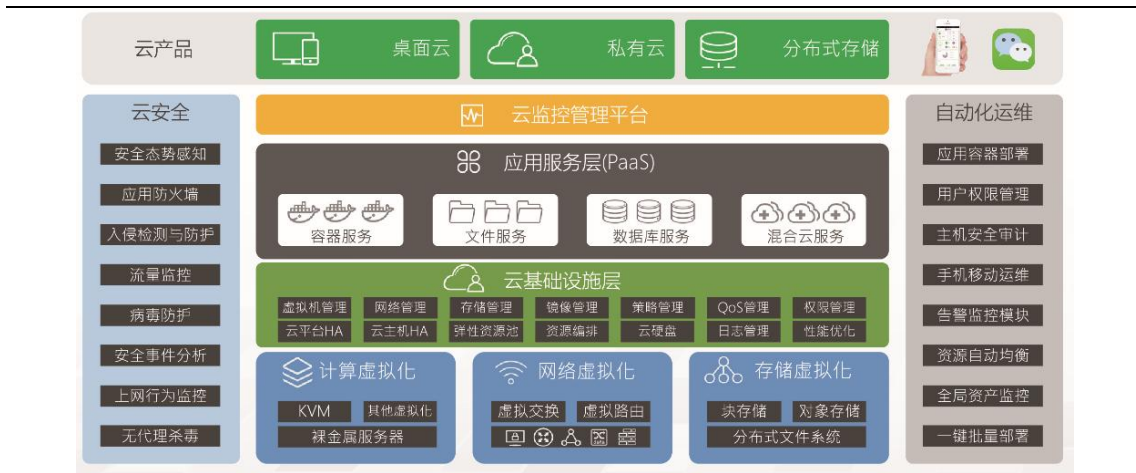 云产品
桌面云
私有云
分布式存储
云安全
安全态势感知
应用防火墙
入侵检测与防护
流量监控
病毒防护
安全事件分析
上网行为监控
无代理杀毒
云监控管理平台
应用服务层(PaaS)
容器服务
文件服务
数据库服务
混合云服务
云基础设施层
虚拟机管理 网络管理 存储管理 镜像管理 策略管理 QoS管理 权限管理
云平台HA 云主机HA 弹性资源池 资源编排 云硬盘 日志管理 性能优化
计算虚拟化
KVM 其他虚拟化
裸金属服务器
网络虚拟化
虚拟交换 虚拟路由
存储虚拟化
块存储 对象存储
分布式文件系统
自动化运维
应用容器部署
用户权限管理
主机安全审计
手机移动运维
告警监控模块
资源自动均衡
全局资产监控
一键批量部署